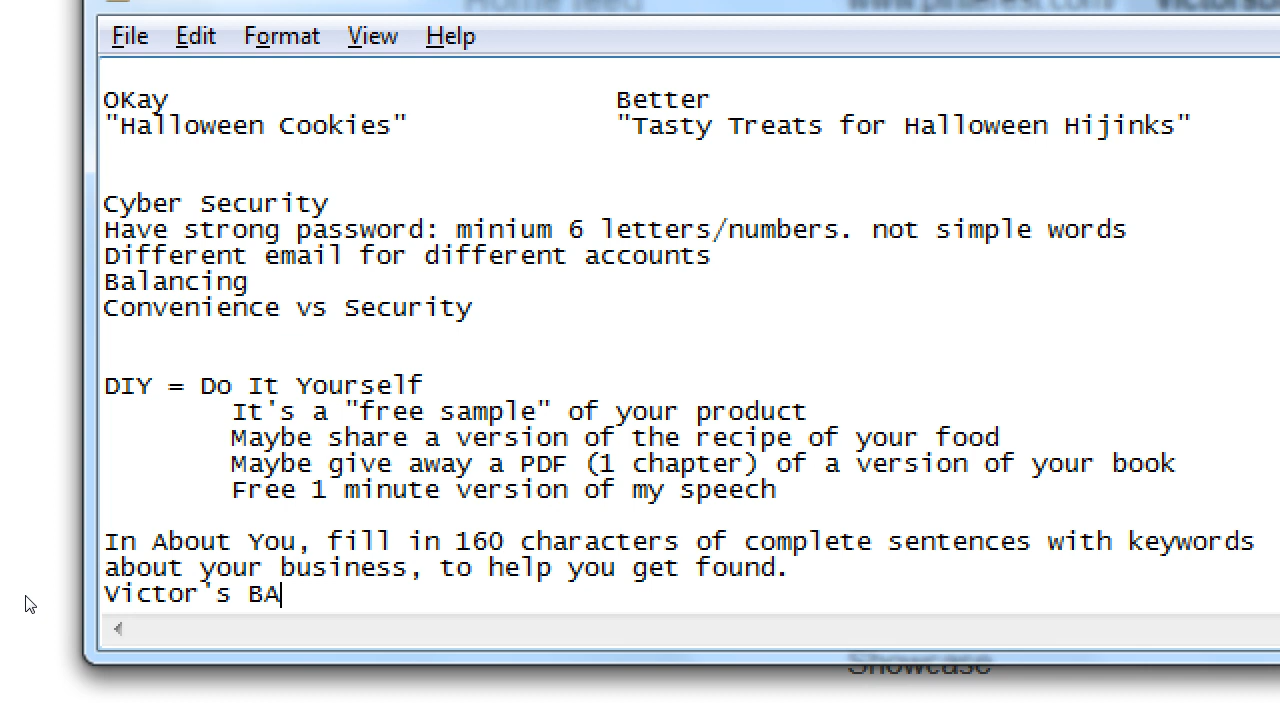 Home feed www.pinterest.com/
File Edit Format View Help
OKay Better
"Halloween Cookies" "Tasty Treats for Halloween Hijinks"
Cyber Security
Have strong password: minium 6 letters/numbers. not simple words
Different email for different accounts
Balancing
Convenience vs Security
DIY = Do It Yourself
It's a "free sample" of your product
Maybe share a version of the recipe of your food
Maybe give away a PDF (1 chapter) of a version of your book
Free 1 minute version of my speech
In About You, fill in 160 characters of complete sentences with keywords
about your business, to help you get found.
Victor's BA
Showcase